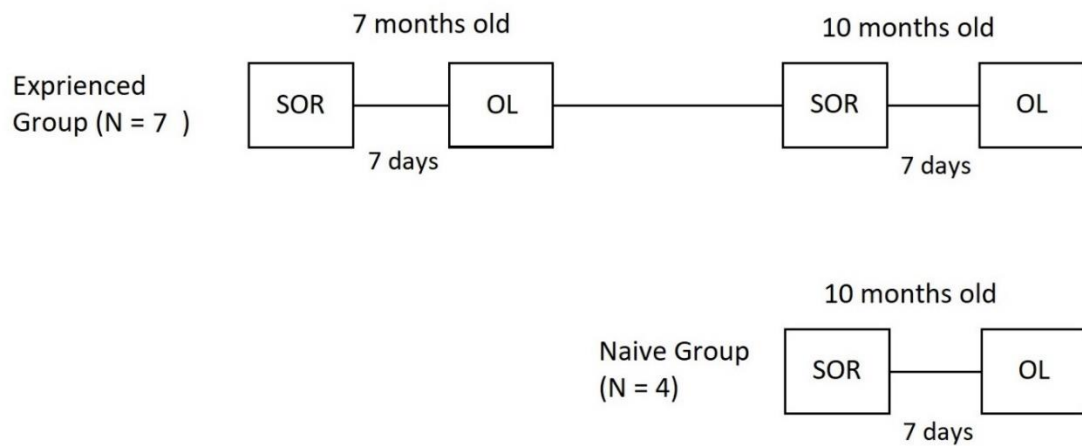 7 months old
10 months old
Exprienced
Group (N = 7  )
SOR
OL
SOR
OL
7 days
7 days
10 months old
Naive Group
(N = 4)
SOR
OL
7 days